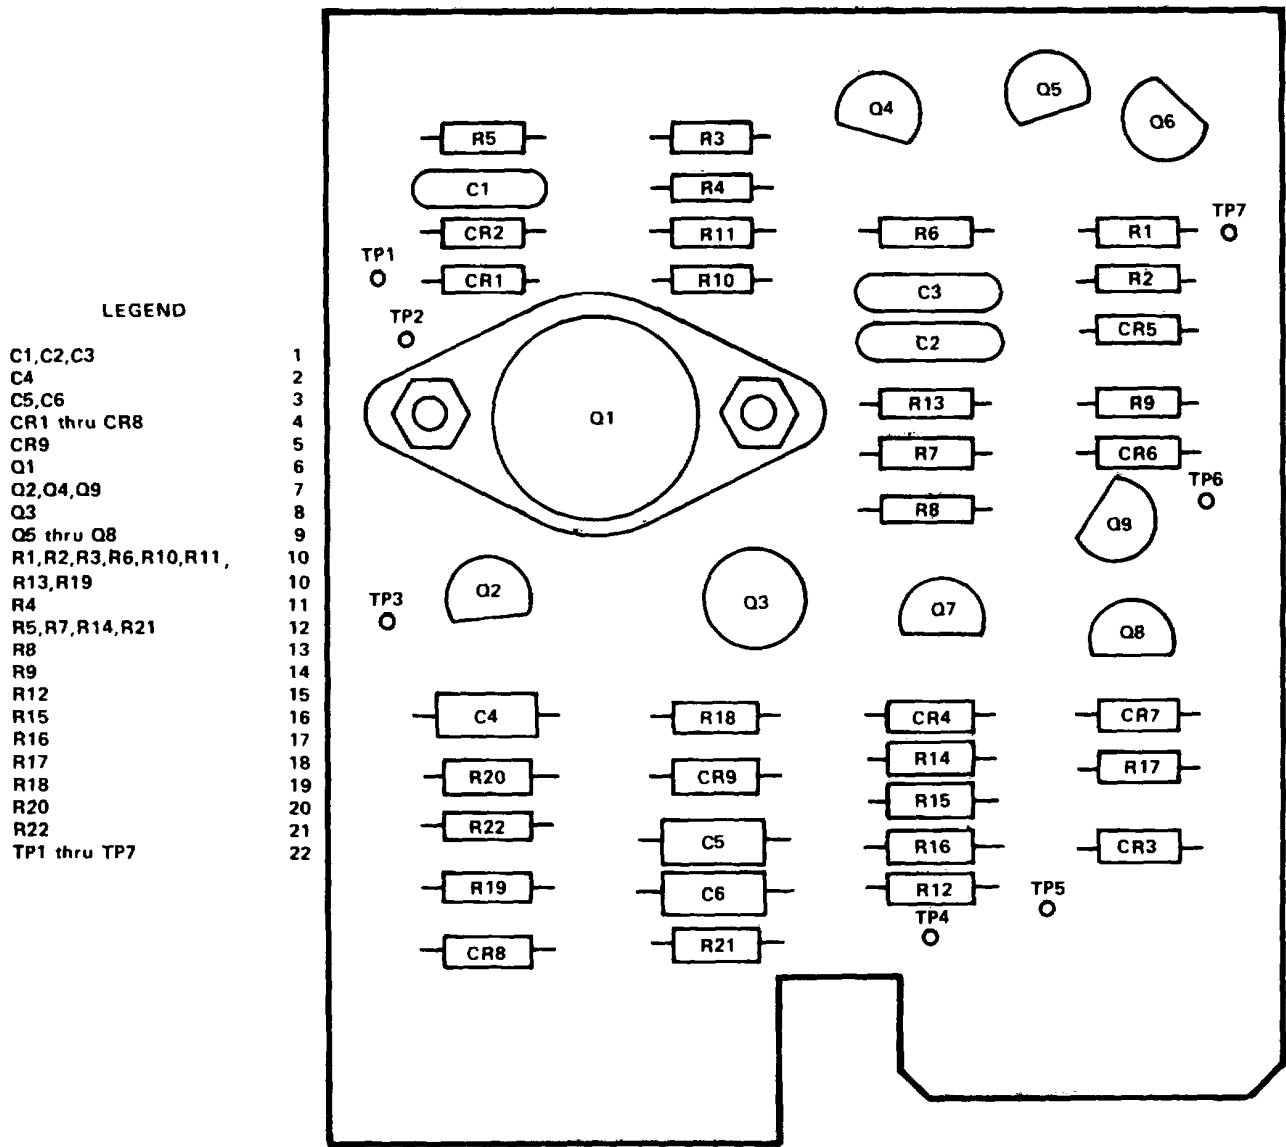 LEGEND
C1,C2,C3 1
C4 2
C5,C6 3
CR1 thru CR8 4
CR9 5
Q1 6
Q2,Q4,Q9 7
Q3 8
Q5 thru Q8 9
R1,R2,R3,R6,R10,R11, 10
R13,R19 10
R4 11
R5,R7,R14,R21 12
R8 13
R9 14
R12 15
R15 16
R16 17
R17 18
R18 19
R20 20
R22 21
TP1 thru TP7 22
Q4
Q5
Q6
R5
R3
C1
R4
CR2
R11
R6
R1
TP7
TP1
CR1
R10
C3
R2
TP2
C2
CR5
Q1
R13
R9
R7
CR6
R8
TP6
Q9
TP3
Q2
Q3
Q7
Q8
C4
R18
CR4
CR7
R20
CR9
R14
R17
R22
C5
R15
R16
CR3
R19
C6
R12
TP4
TP5
CR8
R21